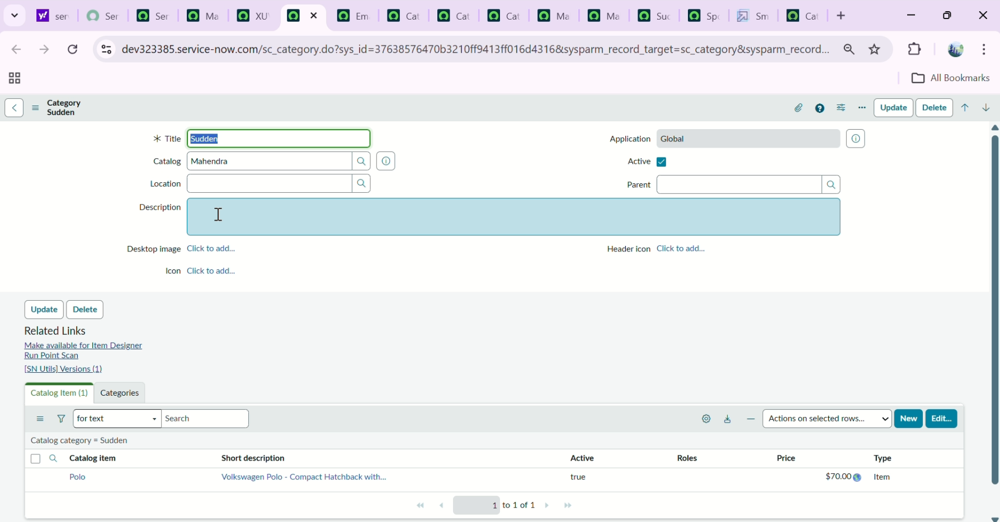 ser
Ser
Ser
Ma
XU
Em
Cat
Cat
Cat
Ma
Ma
Suc
Spo
Sm
Cat
dev323385.service-now.com/sc_category.do?sys_id=37638576470b3210ff9413ff016d4316&sysparm_record_target=sc_category&sysparm_record...
All Bookmarks
Category
Sudden
Update
Delete
Title Sudden
Application Global
Catalog Mahendra
Active
Location
Parent
Description
Desktop image Click to add...
Header icon Click to add...
Icon Click to add...
Update
Delete
Related Links
Make available for Item Designer
Run Point Scan
[SN Utils] Versions (1)
Catalog Item (1)
Categories
for text
Search
Actions on selected rows...
New
Edit...
Catalog category = Sudden
Catalog item Short description Active Roles Price Type
Polo Volkswagen Polo - Compact Hatchback with... true $70.00 Item
1 to 1 of 1